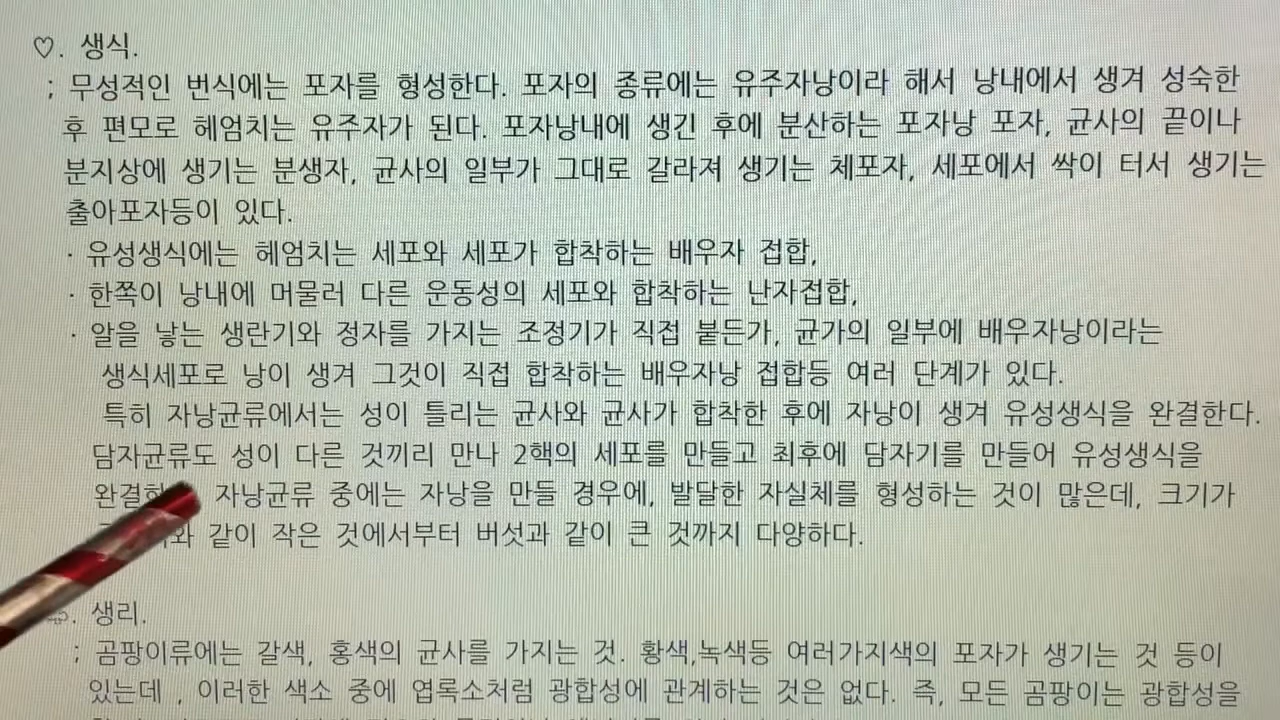 ♡. 생식.
; 무성적인 번식에는 포자를 형성한다. 포자의 종류에는 유주자낭이라 해서 낭내에서 생겨 성숙한
후 편모로 헤엄치는 유주자가 된다. 포자낭내에 생긴 후에 분산하는 포자낭 포자, 균사의 끝이나
분지상에 생기는 분생자, 균사의 일부가 그대로 갈라져 생기는 체포자, 세포에서 싹이 터서 생기는
출아포자등이 있다.
· 유성생식에는 헤엄치는 세포와 세포가 합착하는 배우자 접합,
· 한쪽이 낭내에 머물러 다른 운동성의 세포와 합착하는 난자접합,
· 알을 낳는 생란기와 정자를 가지는 조정기가 직접 붙든가, 균가의 일부에 배우자낭이라는
생식세포로 낭이 생겨 그것이 직접 합착하는 배우자낭 접합등 여러 단계가 있다.
특히 자낭균류에서는 성이 틀리는 균사와 균사가 합착한 후에 자낭이 생겨 유성생식을 완결한다.
담자균류도 성이 다른 것끼리 만나 2핵의 세포를 만들고 최후에 담자기를 만들어 유성생식을
자낭균류 중에는 자낭을 만들 경우에, 발달한 자실체를 형성하는 것이 많은데, 크기가
같이 작은 것에서부터 버섯과 같이 큰 것까지 다양하다.
생리.
; 곰팡이류에는 갈색, 홍색의 균사를 가지는 것. 황색,녹색등 여러가지색의 포자가 생기는 것 등이
있는데 , 이러한 색소 중에 엽록소처럼 광합성에 관계하는 것은 없다. 즉, 모든 곰팡이는 광합성을